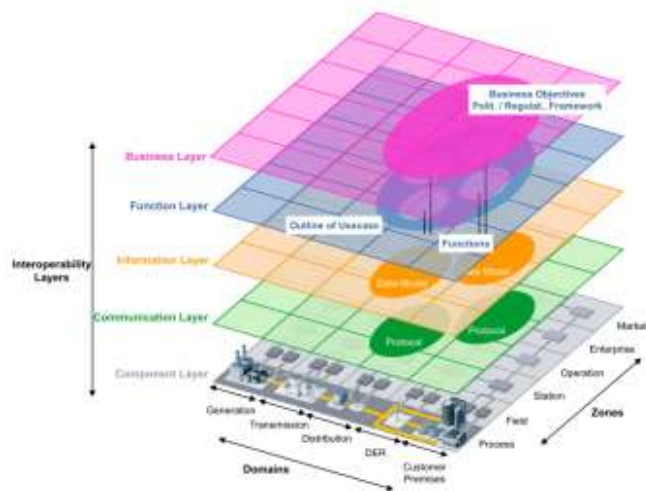 Business Objectives
Polit. / Regulat.. Framework
Business Layer
Function Layer
Outline of Usecase
Functions
Interoperability
Layers
Information Layer
Data Model
Model
Communication Layer
Protocol
Protocol
Component Layer
Market
Enterprise
Operation
Station
Field
Process
Zones
Generation
Transmission
Distribution
DER
Customer
Premises
Domains